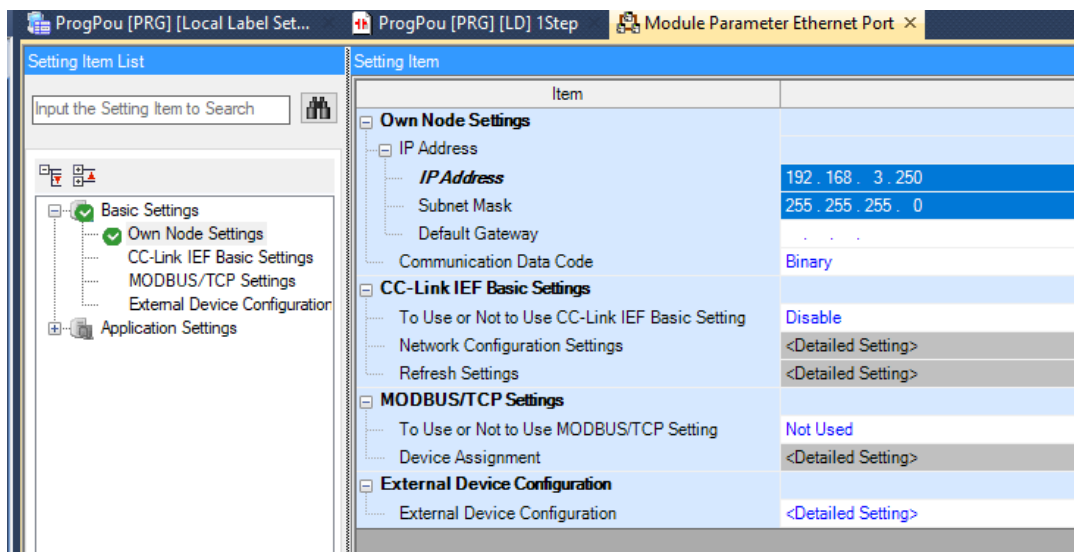 ProgPou [PRG] [Local Label Set... ProgPou [PRG] [LD] 1Step Module Parameter Ethernet Port
Setting Item List
Input the Setting Item to Search
Basic Settings
Own Node Settings
CC-Link IEF Basic Settings
MODBUS/TCP Settings
External Device Configuration
Application Settings
Setting Item
Item
Own Node Settings
IP Address
IP Address 192 . 168 . 3 . 250
Subnet Mask 255 . 255 . 255 . 0
Default Gateway . . .
Communication Data Code Binary
CC-Link IEF Basic Settings
To Use or Not to Use CC-Link IEF Basic Setting Disable
Network Configuration Settings <Detailed Setting>
Refresh Settings <Detailed Setting>
MODBUS/TCP Settings
To Use or Not to Use MODBUS/TCP Setting Not Used
Device Assignment <Detailed Setting>
External Device Configuration
External Device Configuration <Detailed Setting>